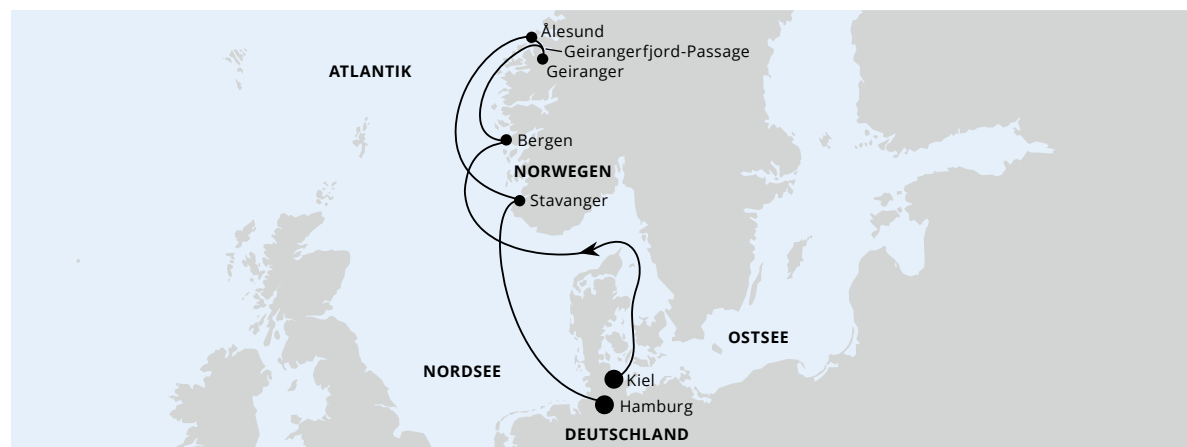 Ålesund
Geirangerfjord-Passage
Geiranger
ATLANTIK
Bergen
NORWEGEN
Stavanger
OSTSEE
NORDSEE
Kiel
Hamburg
DEUTSCHLAND